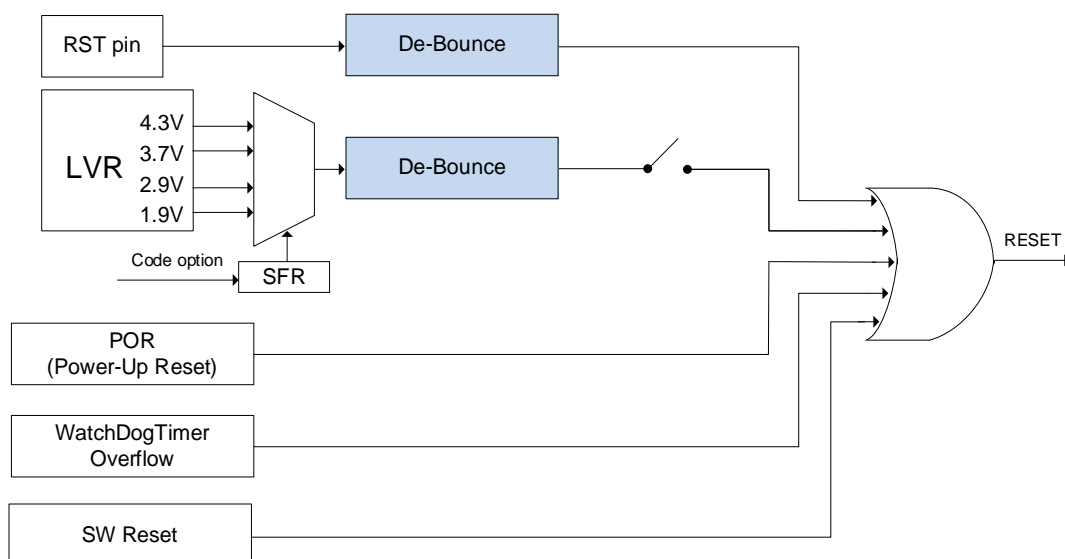 RST pin
De-Bounce
LVR
4.3V
3.7V
2.9V
1.9V
De-Bounce
Code option
SFR
RESET
POR
(Power-Up Reset)
WatchDogTimer
Overflow
SW Reset